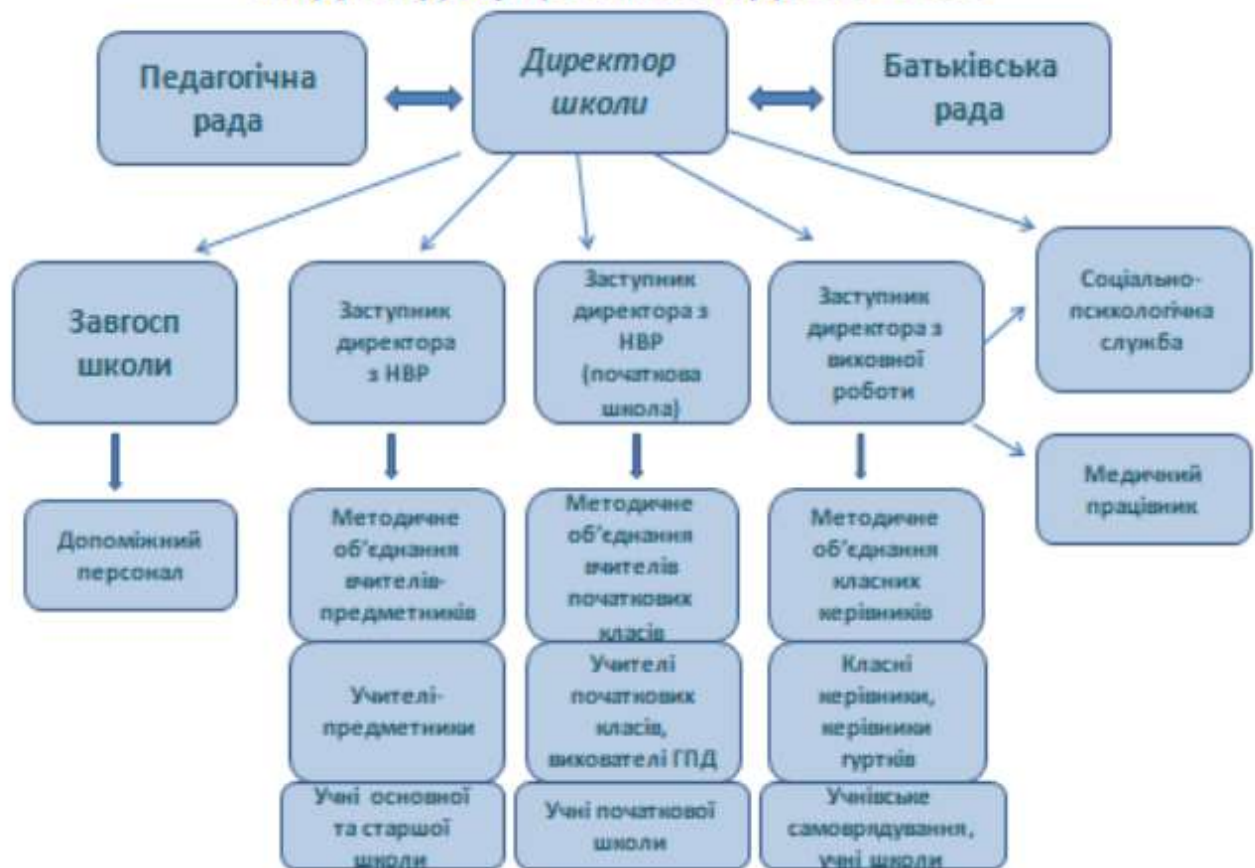 Педагогічна
рада
Директор
школи
Батьківська
рада
Завгосп
школи
Заступник
директора
з НВР
Заступник
директора з
НВР
(початкова
школа)
Заступник
директора з
виховної
роботи
Соціально-
психологічна
служба
Медичний
працівник
Допоміжний
персонал
Методичне
об'єднання
вчителів-
предметників
Методичне
об'єднання
вчителів
початкових
класів
Методичне
об'єднання
класних
керівників
Учителі-
предметники
Учителі
початкових
класів,
вихователі ГПД
Класні
керівники,
керівники
гуртків
Учні основної
та старшої
школи
Учні початкової
школи
Учнівське
самоврядування,
учні школи